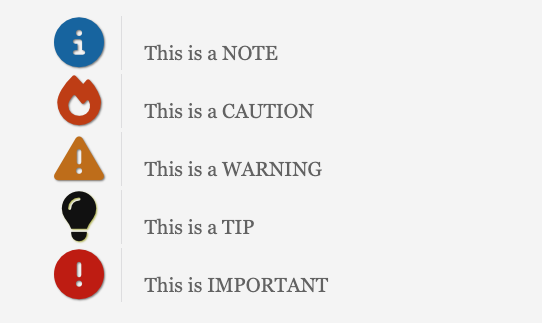 This is a NOTE
This is a CAUTION
This is a WARNING
This is a TIP
This is IMPORTANT